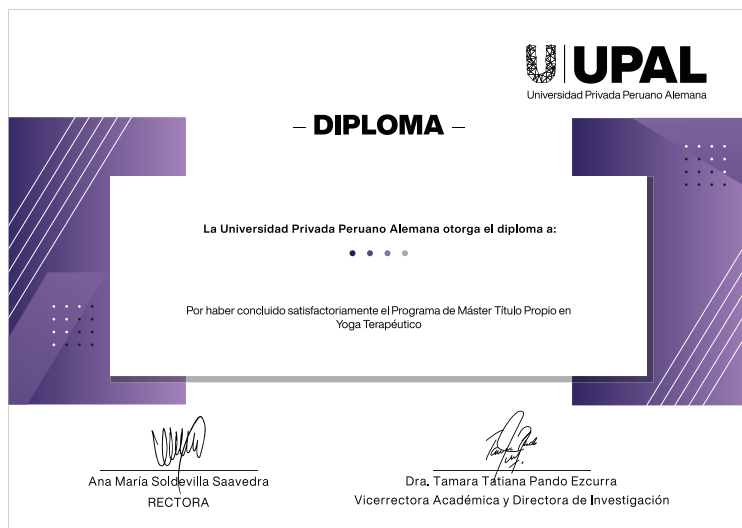 UPAL
Universidad Privada Peruano Alemana
– DIPLOMA –
La Universidad Privada Peruano Alemana otorga el diploma a:
Por haber concluido satisfactoriamente el Programa de Máster Título Propio en
Yoga Terapéutico
Ana María Soldevilla Saavedra
RECTORA
Dra. Tamara Tatiana Pando Ezcurra
Vicerrectora Académica y Directora de Investigación